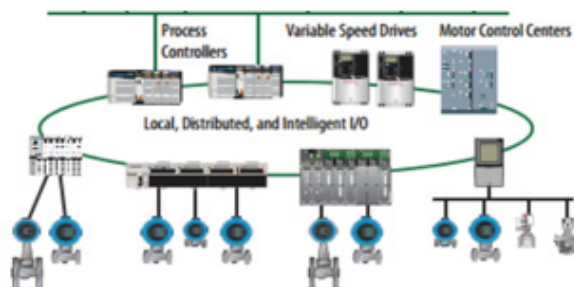 Process
Controllers
Variable Speed Drives
Motor Control Centers
Local, Distributed, and Intelligent I/O